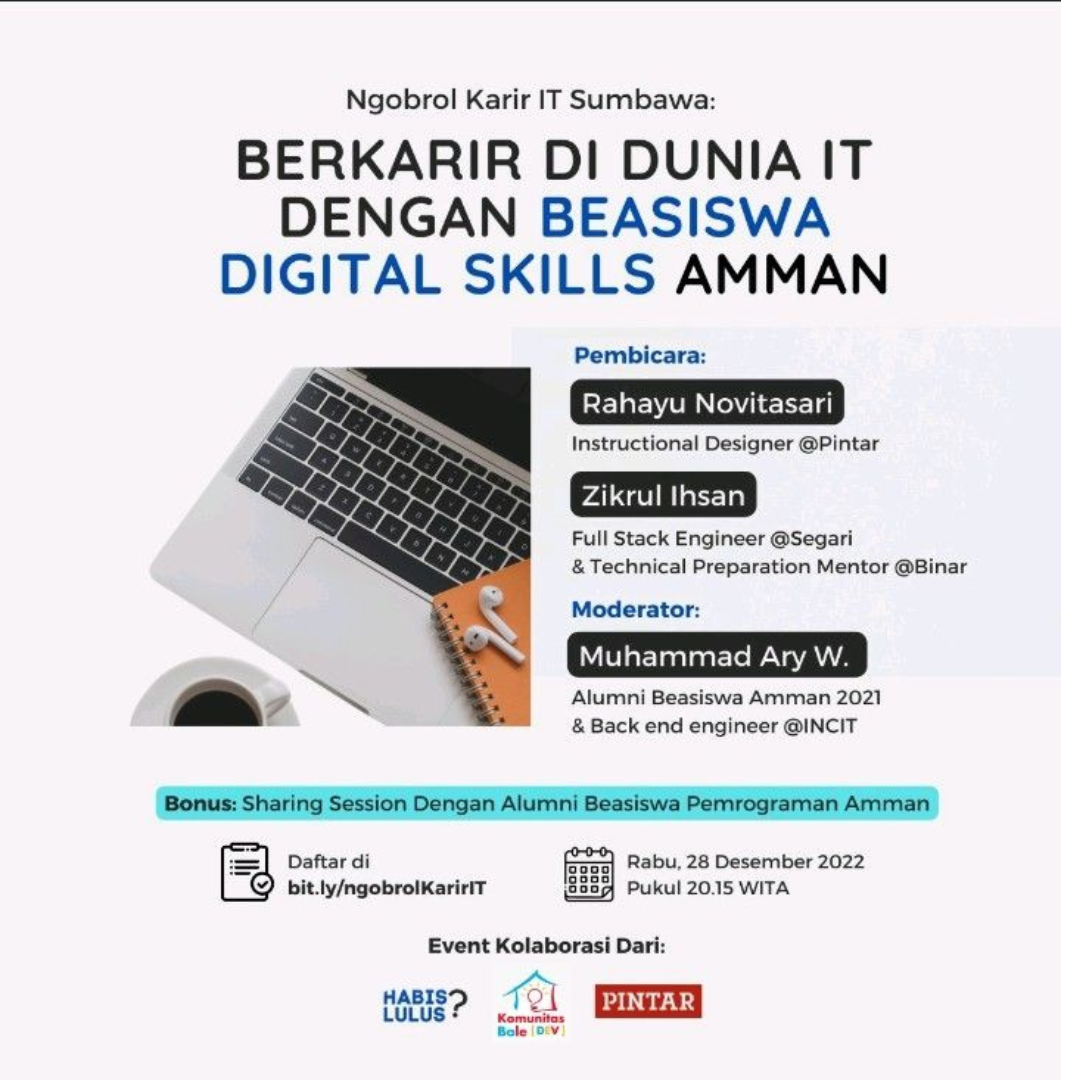 Ngobrol Karir IT Sumbawa:
BERKARIR DI DUNIA IT
DENGAN BEASISWA
DIGITAL SKILLS AMMAN
Pembicara:
Rahayu Novitasari
Instructional Designer @Pintar
Zikrul Ihsan
Full Stack Engineer @Segari
& Technical Preparation Mentor @Binar
Moderator:
Muhammad Ary W.
Alumni Beasiswa Amman 2021
& Back end engineer @INCIT
Bonus: Sharing Session Dengan Alumni Beasiswa Pemrograman Amman
Daftar di
bit.ly/ngobrolKarirIT
Rabu, 28 Desember 2022
Pukul 20.15 WITA
Event Kolaborasi Dari:
HABIS
LULUS?
Komunitas
Bale [DEV]
PINTAR